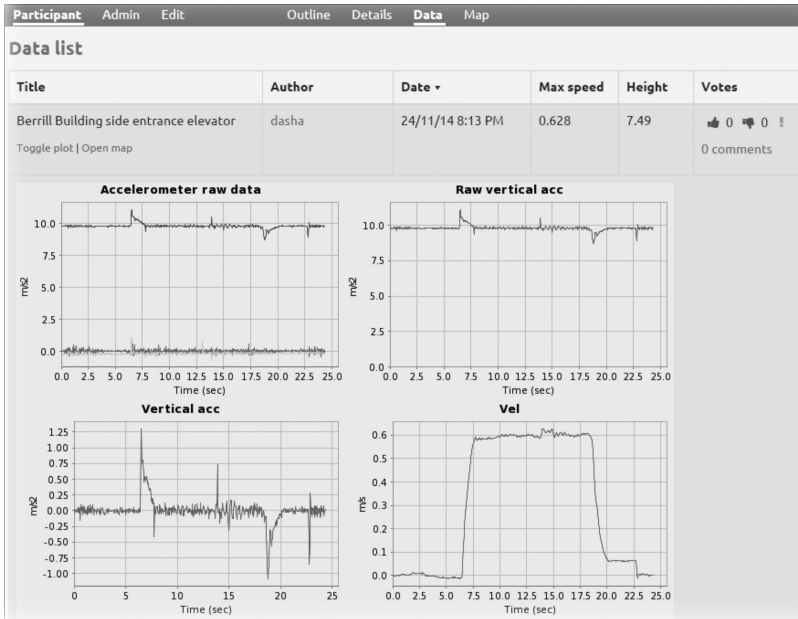 Participant Admin Edit Outline Details Data Map
Data list
Title Author Date ▾ Max speed Height Votes
Berrill Building side entrance elevator dasha 24/11/14 8:13 PM 0.628 7.49 0 0 !
Toggle plot | Open map 0 comments
Accelerometer raw data Raw vertical acc
10.0
7.5
5.0
2.5
0.0
m/s2
0.0 2.5 5.0 7.5 10.0 12.5 15.0 17.5 20.0 22.5 25.0
Time (sec)
10.0
7.5
5.0
2.5
0.0
m/s2
0.0 2.5 5.0 7.5 10.0 12.5 15.0 17.5 20.0 22.5 25.0
Time (sec)
Vertical acc Vel
1.25
1.00
0.75
0.50
0.25
0.00
-0.25
-0.50
-0.75
-1.00
m/s2
0 5 10 15 20 25
Time (sec)
0.6
0.5
0.4
0.3
0.2
0.1
0.0
m/s
0.0 2.5 5.0 7.5 10.0 12.5 15.0 17.5 20.0 22.5 25.0
Time (sec)